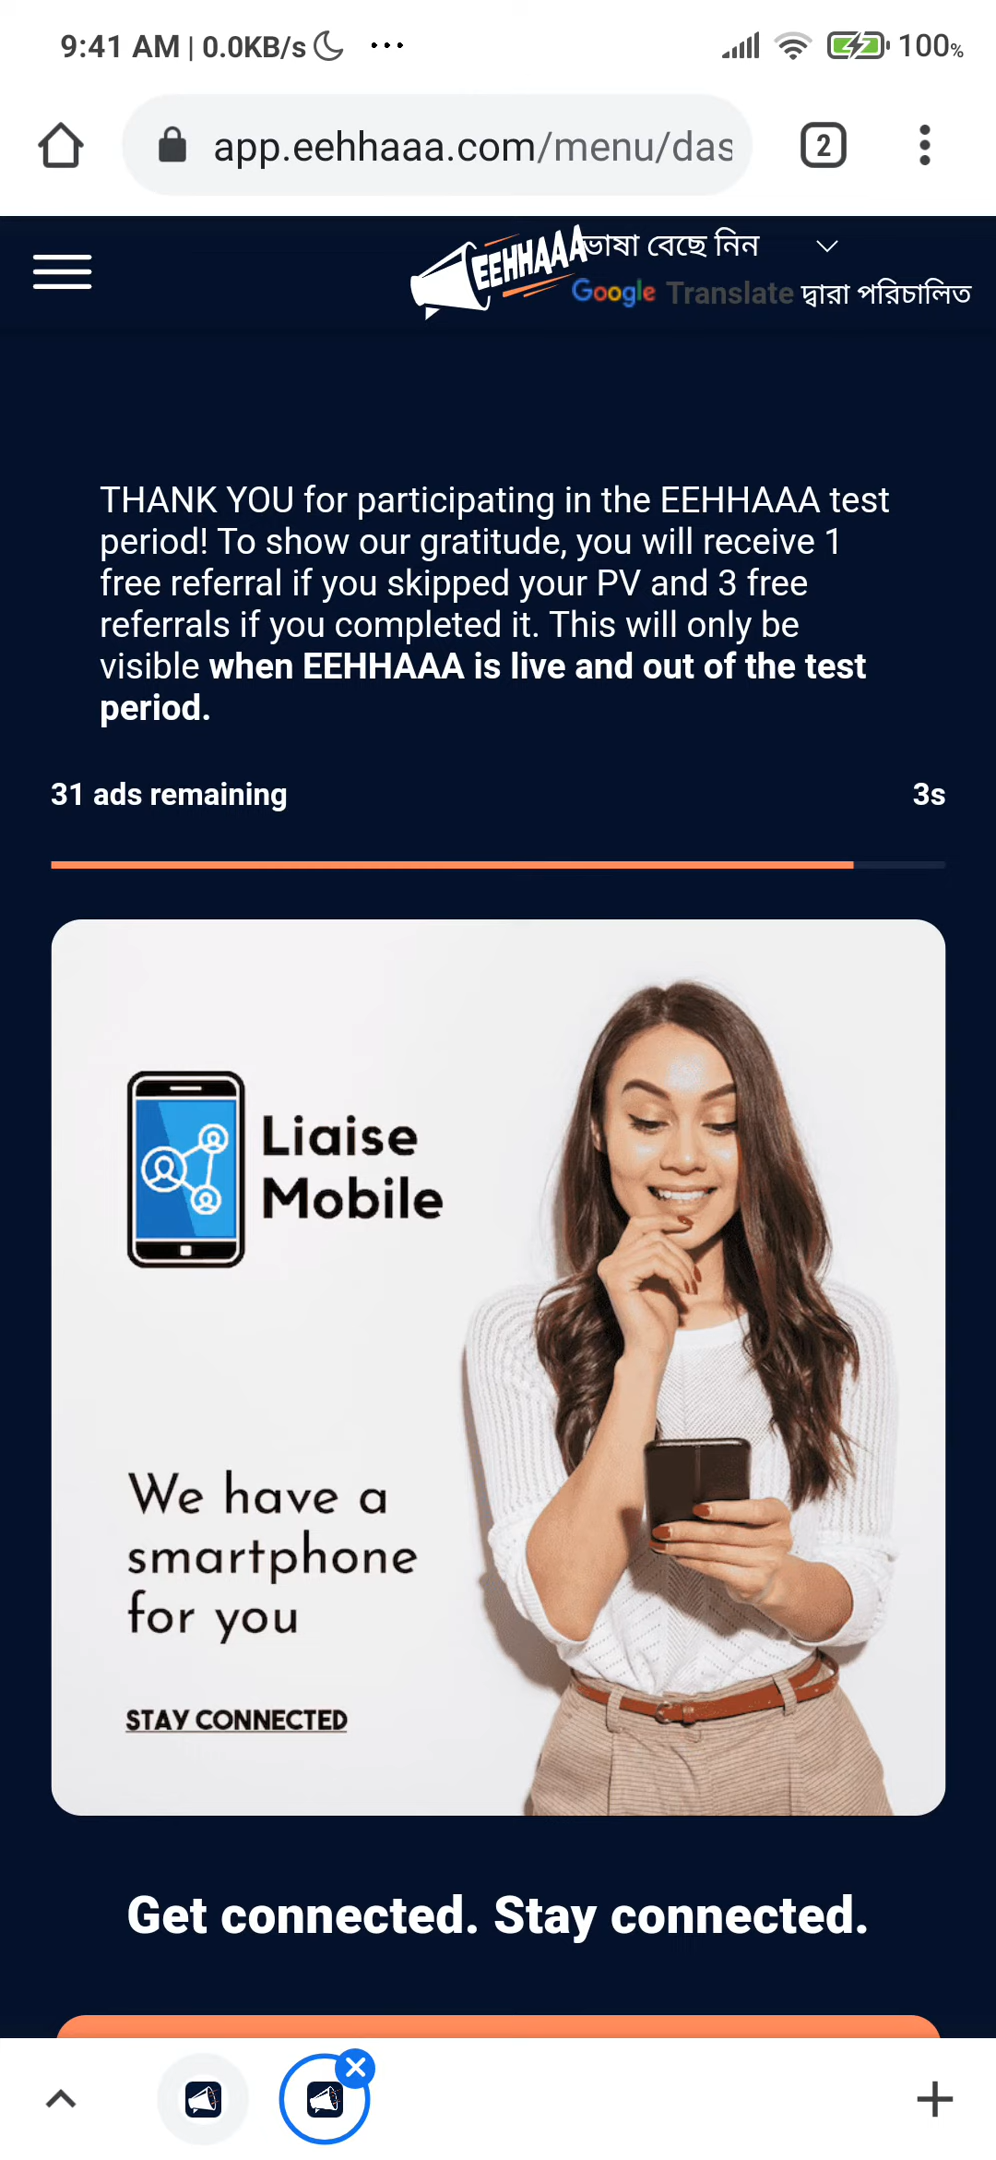 9:41 AM | 0.0KB/s ...
100%
app.eehhaaa.com/menu/das
2
EEHHAAA
ভাষা বেছে নিন
Google Translate দ্বারা পরিচালিত
THANK YOU for participating in the EEHHAAA test
period! To show our gratitude, you will receive 1
free referral if you skipped your PV and 3 free
referrals if you completed it. This will only be
visible when EEHHAAA is live and out of the test
period.
31 ads remaining
3s
Liaise
Mobile
We have a
smartphone
for you
STAY CONNECTED
Get connected. Stay connected.